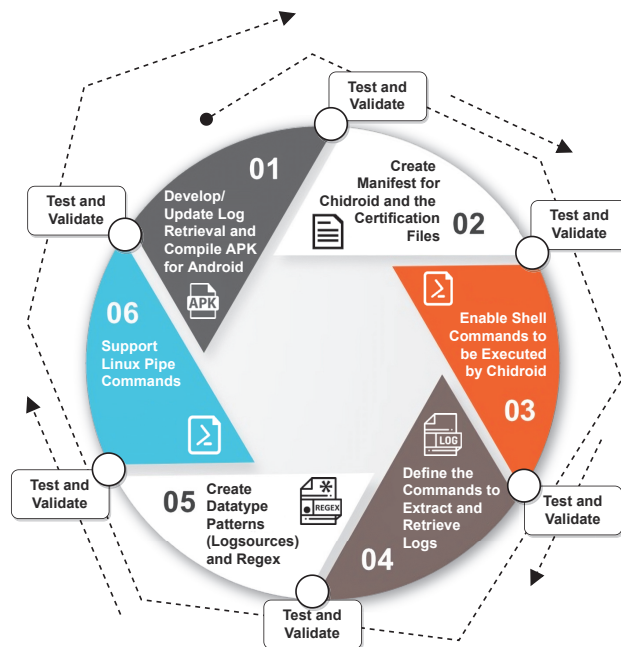 Test and
Validate
01
Develop/
Update Log
Retrieval and
Compile APK
for Android
APK
Create
Manifest for
Chidroid and the
Certification
Files
02
Test and
Validate
Enable Shell
Commands to
be Executed
by Chidroid
03
Test and
Validate
LOG
Define the
Commands to
Extract and
Retrieve
Logs
04
Test and
Validate
05
Create
Datatype
Patterns
(Logsources)
and Regex
*
REGEX
Test and
Validate
06
Support
Linux Pipe
Commands
Test and
Validate